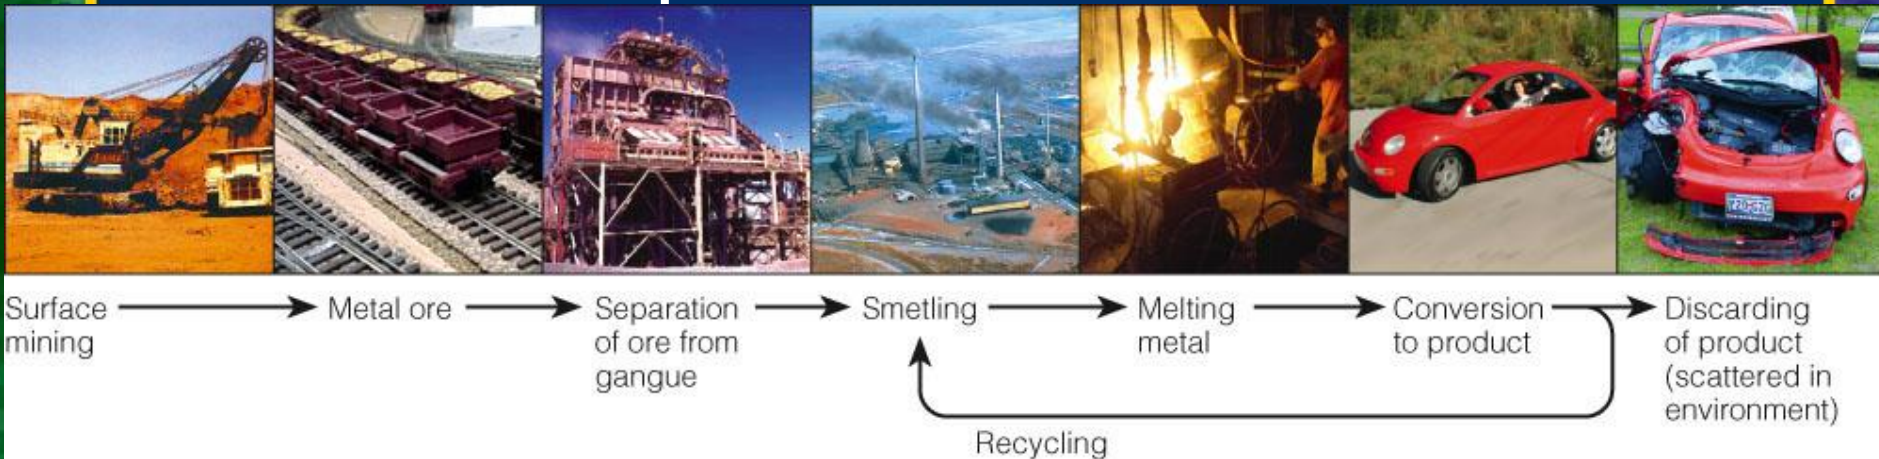 Surface
mining
Metal ore
Separation
of ore from
gangue
Smetling
Melting
metal
Conversion
to product
Discarding
of product
(scattered in
environment)
Recycling